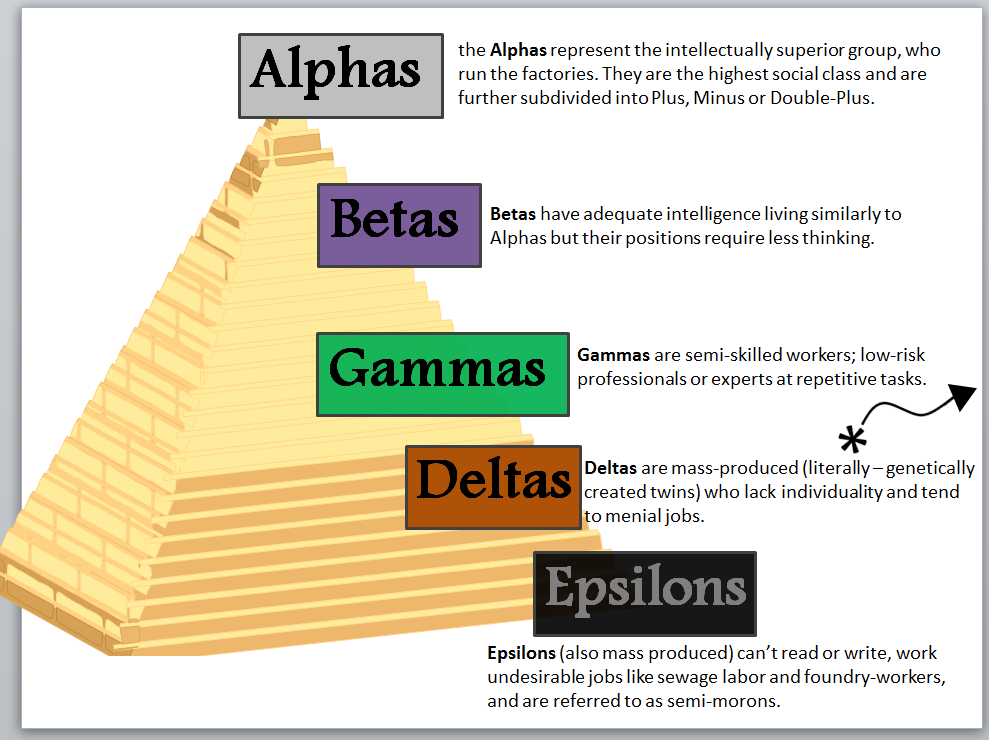 Alphas
the Alphas represent the intellectually superior group, who
run the factories. They are the highest social class and are
further subdivided into Plus, Minus or Double-Plus.
Betas
Betas have adequate intelligence living similarly to
Alphas but their positions require less thinking.
Gammas
Gammas are semi-skilled workers; low-risk
professionals or experts at repetitive tasks.
*
Deltas
Deltas are mass-produced (literally – genetically
created twins) who lack individuality and tend
to menial jobs.
Epsilons
Epsilons (also mass produced) can't read or write, work
undesirable jobs like sewage labor and foundry-workers,
and are referred to as semi-morons.